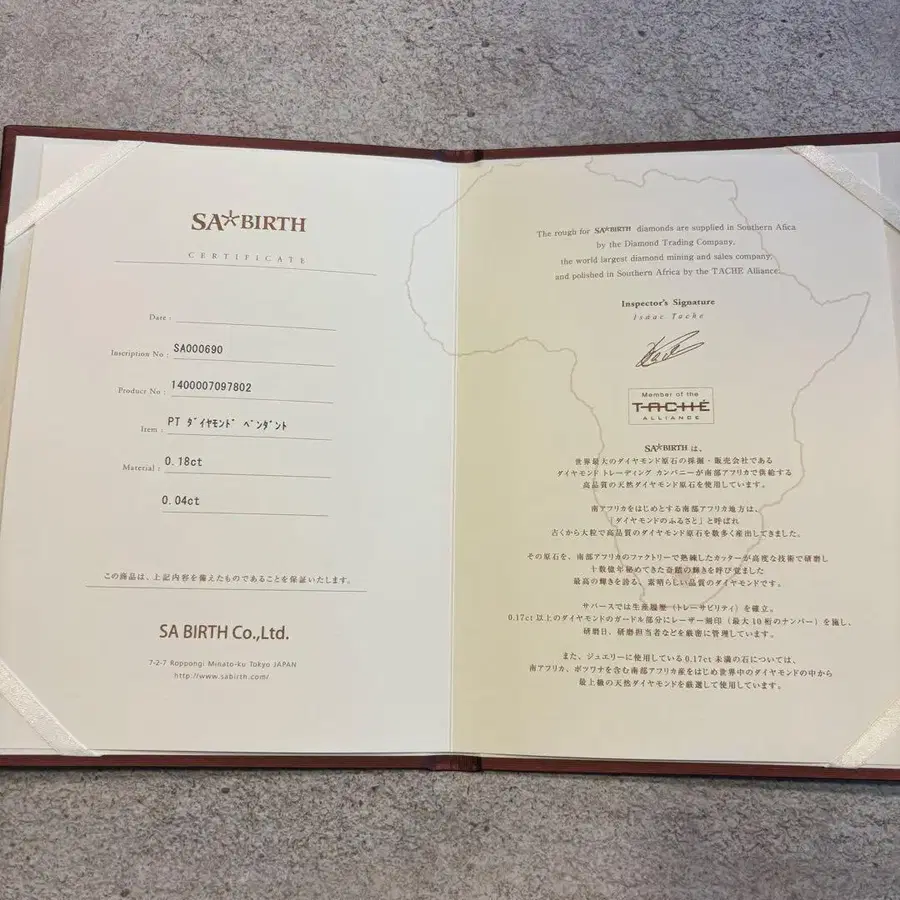 SA★BIRTH
CERTIFICATE
Date :
Inscription No : SA000690
Product No : 1400007097802
Item : PT ﾀﾞｲﾔﾓﾝﾄﾞ ﾍﾟﾝﾀﾞﾝﾄ
Material : 0.18ct
0.04ct
この商品は、上記内容を備えたものであることを保証いたします。
SA BIRTH Co.,Ltd.
7-2-7 Roppongi Minato-ku Tokyo JAPAN
http://www.sabirth.com/
The rough for SA★BIRTH diamonds are supplied in Southern Afica
by the Diamond Trading Company,
the world largest diamond mining and sales company,
and polished in Southern Africa by the TACHE Alliance.
Inspector's Signature
Isaac Tache
Member of the
TACHÉ
ALLIANCE
SA★BIRTH は、
世界最大のダイヤモンド原石の採掘・販売会社である
ダイヤモンド トレーディング カンパニーが南部アフリカで供給する
高品質の天然ダイヤモンド原石を使用しています。
南アフリカをはじめとする南部アフリカ地方は、
「ダイヤモンドのふるさと」と呼ばれ
古くから大粒で高品質のダイヤモンド原石を数多く産出してきました。
その原石を、南部アフリカのファクトリーで熟練したカッターが高度な技術で研磨し
十数億年秘めてきた奇蹟の輝きを呼び覚ました
最高の輝きを誇る、素晴らしい品質のダイヤモンドです。
サバースでは生産履歴（トレーサビリティ）を確立。
0.17ct 以上のダイヤモンドのガードル部分にレーザー刻印（最大 10 桁のナンバー）を施し、
研磨日、研磨担当者などを厳密に管理しています。
また、ジュエリーに使用している 0.17ct 未満の石については、
南アフリカ、ボツワナを含む南部アフリカ産をはじめ世界中のダイヤモンドの中から
最上級の天然ダイヤモンドを厳選して使用しています。